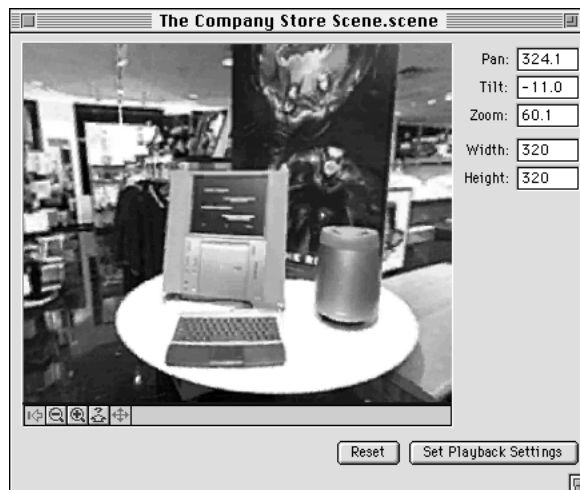 The Company Store Scene.scene
Pan: 324.1
Tilt: -11.0
Zoom: 60.1
Width: 320
Height: 320
Reset Set Playback Settings